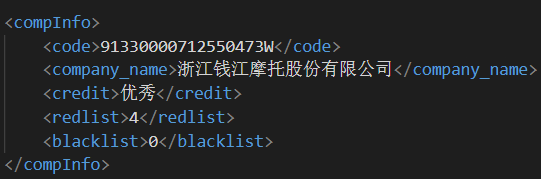 <compInfo>
<code>91330000712550473W</code>
<company_name>浙江钱江摩托股份有限公司</company_name>
<credit>优秀</credit>
<redlist>4</redlist>
<blacklist>0</blacklist>
</compInfo>